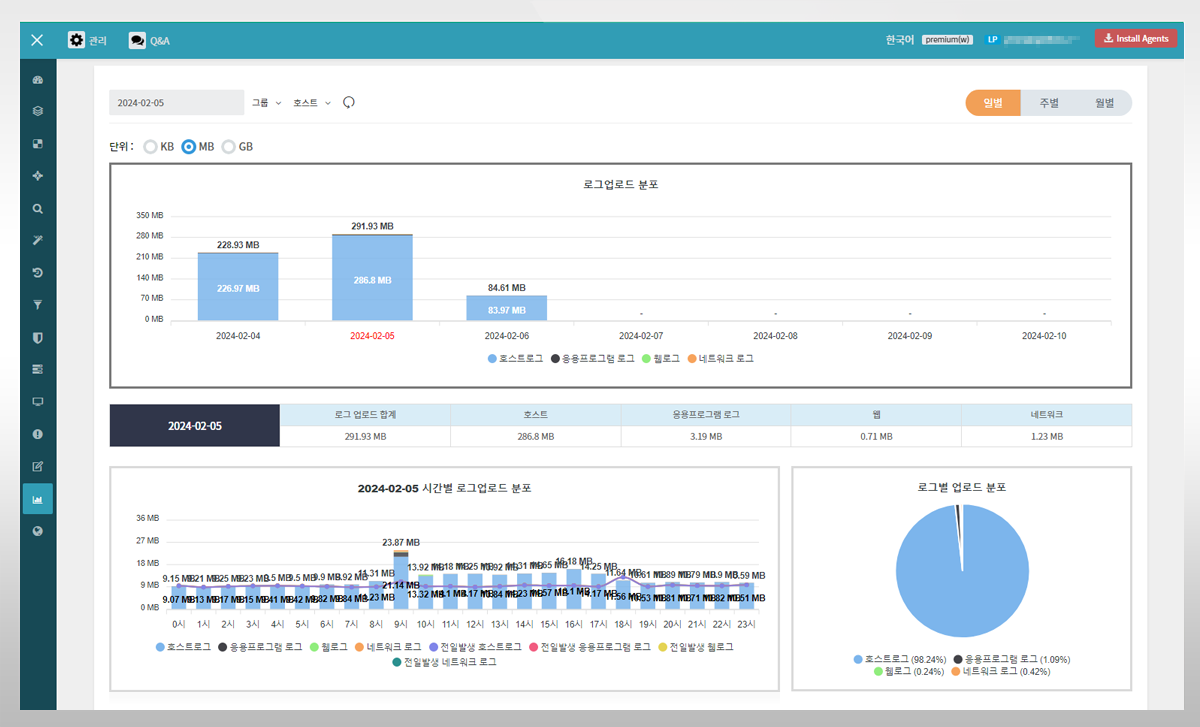 관리 Q&A 한국어 premium(w) LP Install Agents
2024-02-05 그룹 호스트 일별 주별 월별
단위 : KB MB GB
로그업로드 분포
350 MB
280 MB
210 MB
140 MB
70 MB
0 MB
228.93 MB 291.93 MB 84.61 MB - - - -
226.97 MB 286.8 MB 83.97 MB
2024-02-04 2024-02-05 2024-02-06 2024-02-07 2024-02-08 2024-02-09 2024-02-10
호스트로그 응용프로그램 로그 웹로그 네트워크 로그
2024-02-05 로그 업로드 합계 호스트 응용프로그램 로그 웹 네트워크
291.93 MB 286.8 MB 3.19 MB 0.71 MB 1.23 MB
2024-02-05 시간별 로그업로드 분포
36 MB
27 MB
18 MB
9 MB
0 MB
23.87 MB
21.14 MB
16.18 MB
11.31 MB
9.15 MB
9.07 MB
0시 1시 2시 3시 4시 5시 6시 7시 8시 9시 10시 11시 12시 13시 14시 15시 16시 17시 18시 19시 20시 21시 22시 23시
호스트로그 응용프로그램 로그 웹로그 네트워크 로그 전일발생 호스트로그 전일발생 응용프로그램 로그 전일발생 웹로그
전일발생 네트워크 로그
로그별 업로드 분포
호스트로그 (98.24%) 응용프로그램 로그 (1.09%)
웹로그 (0.24%) 네트워크 로그 (0.42%)